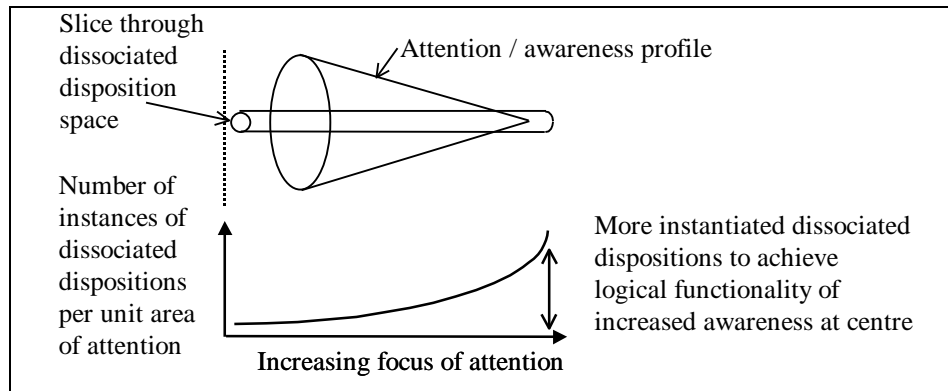 Slice through
dissociated
disposition
space
Attention / awareness profile
Number of
instances of
dissociated
dispositions
per unit area
of attention
More instantiated dissociated
dispositions to achieve
logical functionality of
increased awareness at centre
Increasing focus of attention